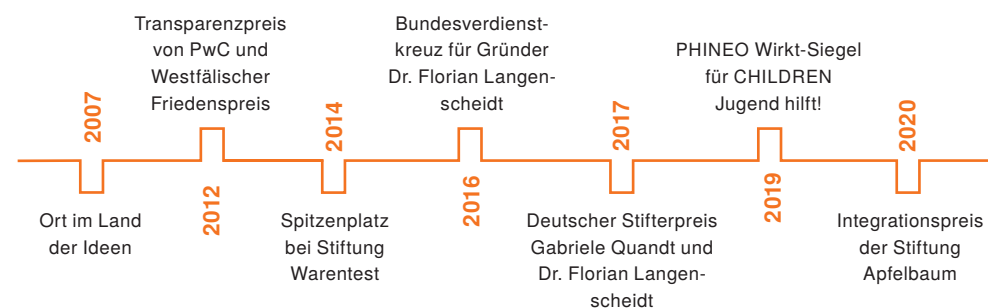 2007
Ort im Land
der Ideen
Transparenzpreis
von PwC und
Westfälischer
Friedenspreis
2012
2014
Spitzenplatz
bei Stiftung
Warentest
Bundesverdienst-
kreuz für Gründer
Dr. Florian Langen-
scheidt
2016
2017
Deutscher Stifterpreis
Gabriele Quandt und
Dr. Florian Langen-
scheidt
PHINEO Wirkt-Siegel
für CHILDREN
Jugend hilft!
2019
2020
Integrationspreis
der Stiftung
Apfelbaum